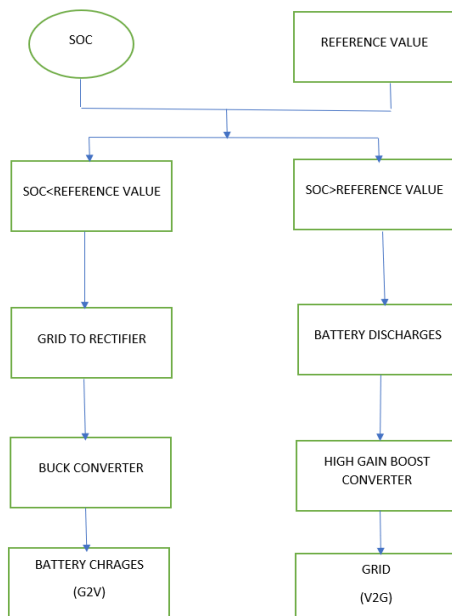 SOC
REFERENCE VALUE
SOC<REFERENCE VALUE
SOC>REFERENCE VALUE
GRID TO RECTIFIER
BATTERY DISCHARGES
BUCK CONVERTER
HIGH GAIN BOOST
CONVERTER
BATTERY CHRAGES
(G2V)
GRID
(V2G)